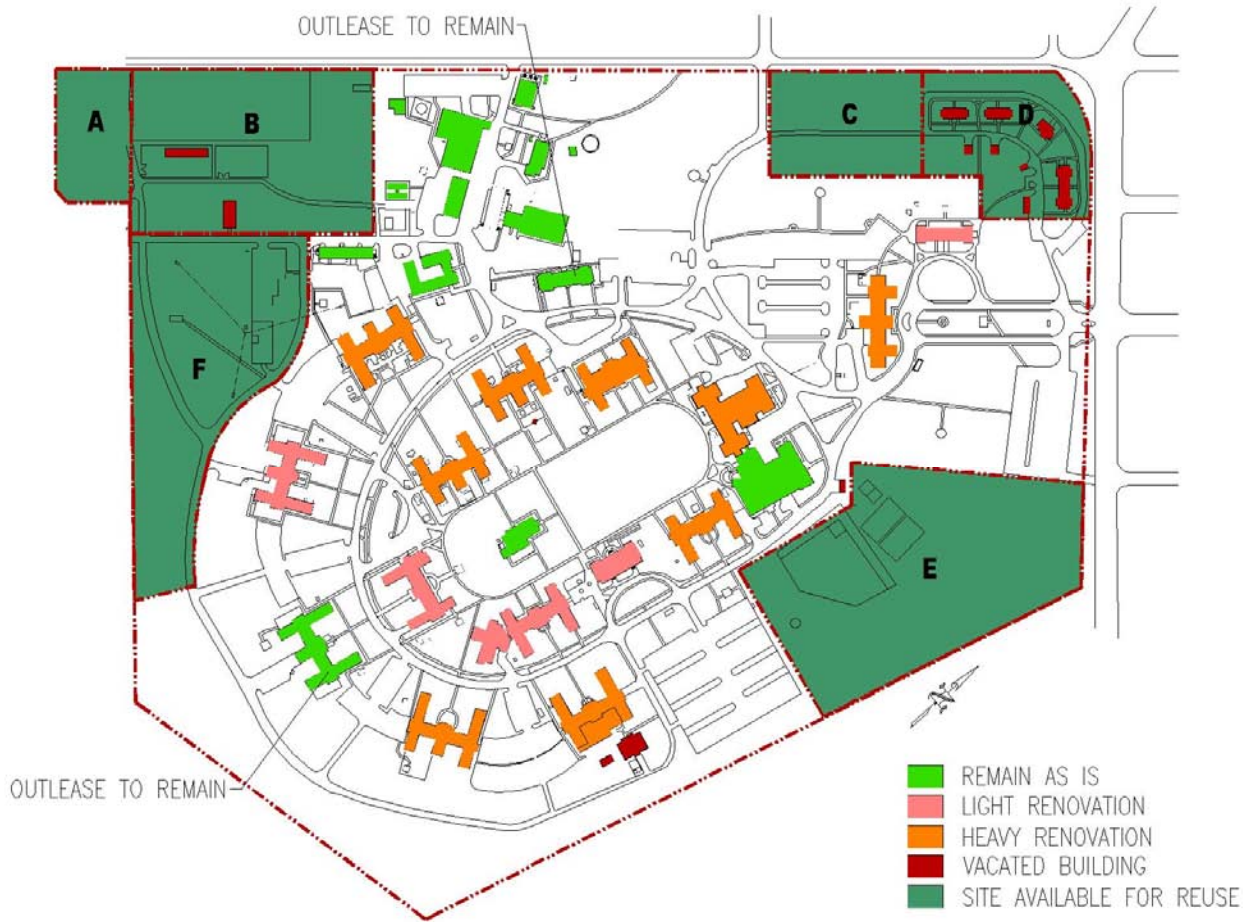 OUTLEASE TO REMAIN
A
B
C
D
F
E
OUTLEASE TO REMAIN
REMAIN AS IS
LIGHT RENOVATION
HEAVY RENOVATION
VACATED BUILDING
SITE AVAILABLE FOR REUSE